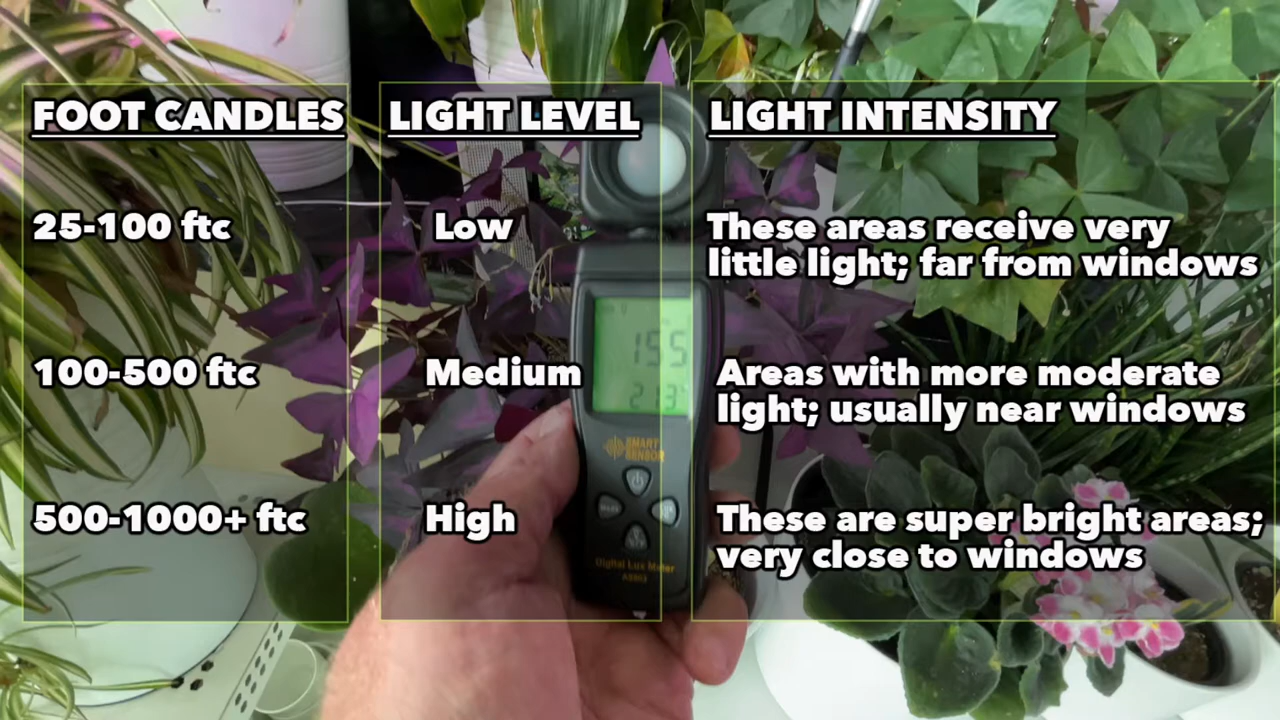 FOOT CANDLES LIGHT LEVEL LIGHT INTENSITY
25-100 ftc Low These areas receive very
little light; far from windows
155
100-500 ftc Medium Areas with more moderate
light; usually near windows
SMART
SENSOR
500-1000+ ftc High These are super bright areas;
very close to windows
Digital Lux Meter